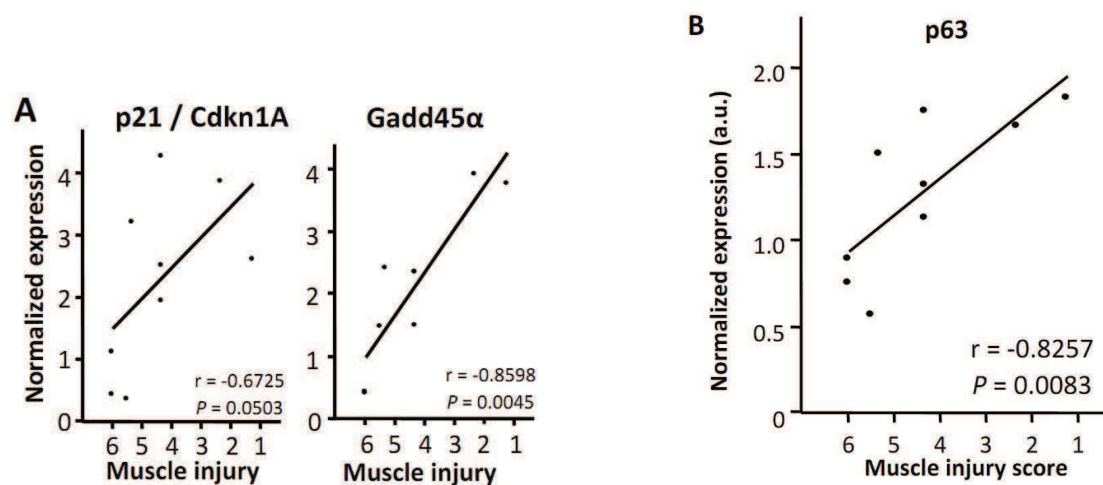 A
p21 / Cdkn1A
Normalized expression
4
3
2
1
0
r = -0.6725
P = 0.0503
6 5 4 3 2 1
Muscle injury
Gadd45α
4
3
2
1
0
r = -0.8598
P = 0.0045
6 5 4 3 2 1
Muscle injury
B
p63
Normalized expression (a.u.)
2.0
1.5
1.0
0.5
0
r = -0.8257
P = 0.0083
6 5 4 3 2 1
Muscle injury score